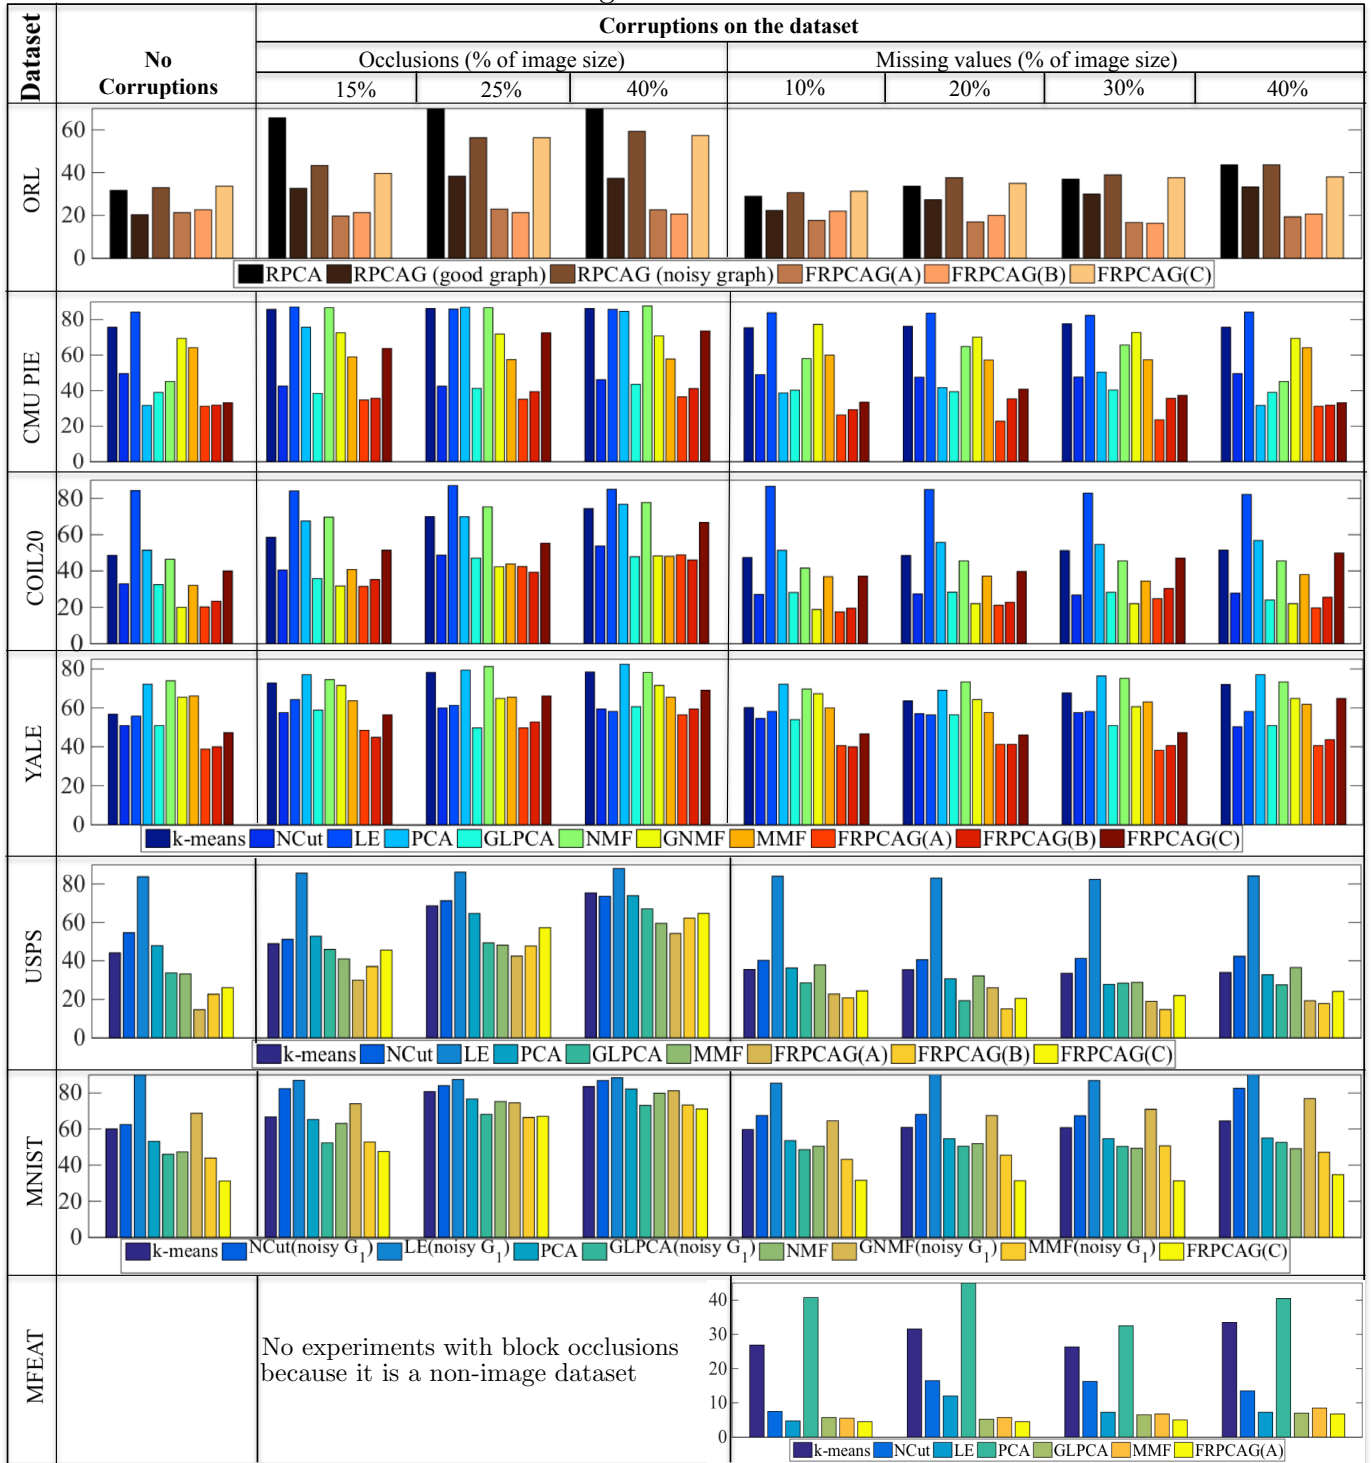 Dataset
No
Corruptions
Corruptions on the dataset
Occlusions (% of image size)
Missing values (% of image size)
15%
25%
40%
10%
20%
30%
40%
ORL
60
40
20
0
RPCA RPCAG (good graph) RPCAG (noisy graph) FRPCAG(A) FRPCAG(B) FRPCAG(C)
CMU PIE
80
60
40
20
0
COIL20
80
60
40
20
0
YALE
80
60
40
20
0
k-means NCut LE PCA GLPCA NMF GNMF MMF FRPCAG(A) FRPCAG(B) FRPCAG(C)
USPS
80
60
40
20
0
k-means NCut LE PCA GLPCA MMF FRPCAG(A) FRPCAG(B) FRPCAG(C)
MNIST
80
60
40
20
0
k-means NCut(noisy G1) LE(noisy G1) PCA GLPCA(noisy G1) NMF GNMF(noisy G1) MMF(noisy G1) FRPCAG(C)
MFEAT
No experiments with block occlusions
because it is a non-image dataset
40
30
20
10
0
k-means NCut LE PCA GLPCA MMF FRPCAG(A)